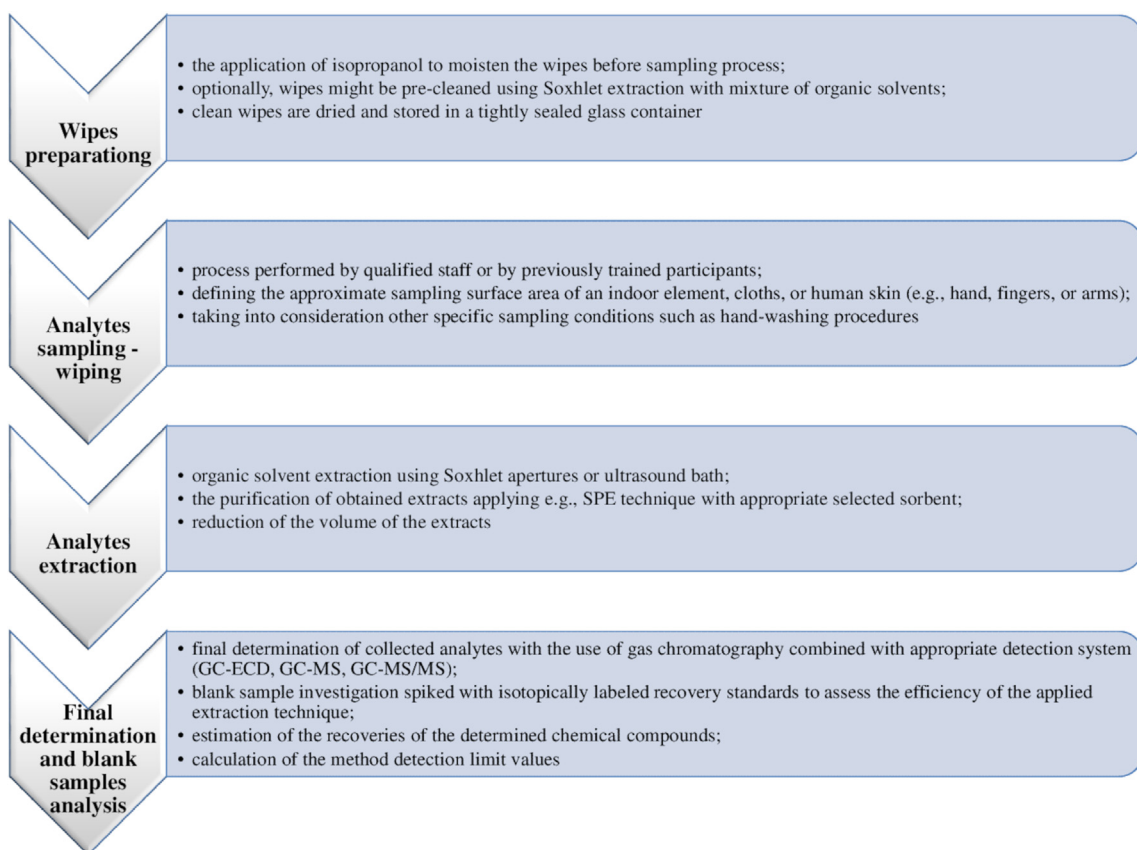 Wipes
preparationg
• the application of isopropanol to moisten the wipes before sampling process;
• optionally, wipes might be pre-cleaned using Soxhlet extraction with mixture of organic solvents;
• clean wipes are dried and stored in a tightly sealed glass container
Analytes
sampling -
wiping
• process performed by qualified staff or by previously trained participants;
• defining the approximate sampling surface area of an indoor element, cloths, or human skin (e.g., hand, fingers, or arms);
• taking into consideration other specific sampling conditions such as hand-washing procedures
Analytes
extraction
• organic solvent extraction using Soxhlet apertures or ultrasound bath;
• the purification of obtained extracts applying e.g., SPE technique with appropriate selected sorbent;
• reduction of the volume of the extracts
Final
determination
and blank
samples
analysis
• final determination of collected analytes with the use of gas chromatography combined with appropriate detection system
(GC-ECD, GC-MS, GC-MS/MS);
• blank sample investigation spiked with isotopically labeled recovery standards to assess the efficiency of the applied
extraction technique;
• estimation of the recoveries of the determined chemical compounds;
• calculation of the method detection limit values